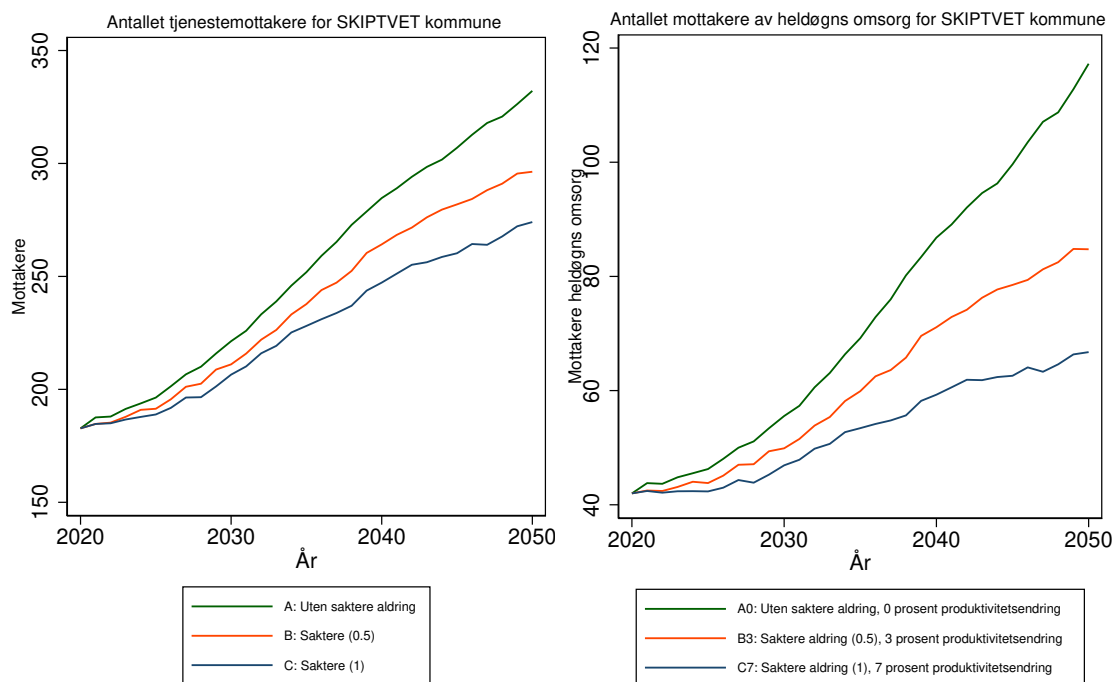 Antallet tjenestemottakere for SKIPTVET kommune
350
300
250
200
150
Mottakere
2020
2030
2040
2050
År
A: Uten saktere aldring
B: Saktere (0.5)
C: Saktere (1)
Antallet mottakere av heldøgns omsorg for SKIPTVET kommune
120
100
80
60
40
Mottakere heldøgns omsorg
2020
2030
2040
2050
År
A0: Uten saktere aldring, 0 prosent produktivitetsendring
B3: Saktere aldring (0.5), 3 prosent produktivitetsendring
C7: Saktere aldring (1), 7 prosent produktivitetsendring